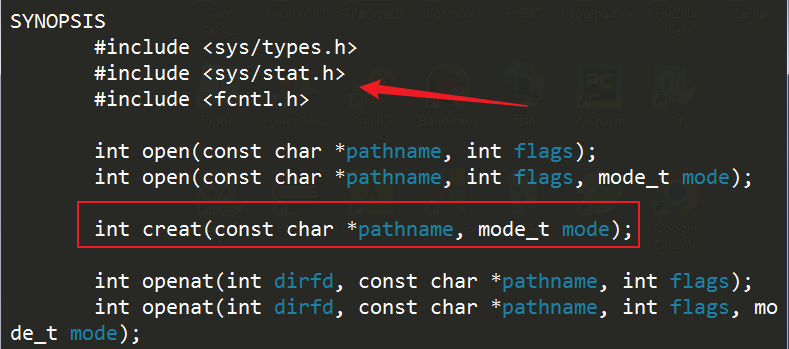 SYNOPSIS
#include <sys/types.h>
#include <sys/stat.h>
#include <fcntl.h>
int open(const char *pathname, int flags);
int open(const char *pathname, int flags, mode_t mode);
int creat(const char *pathname, mode_t mode);
int openat(int dirfd, const char *pathname, int flags);
int openat(int dirfd, const char *pathname, int flags, mo
de_t mode);